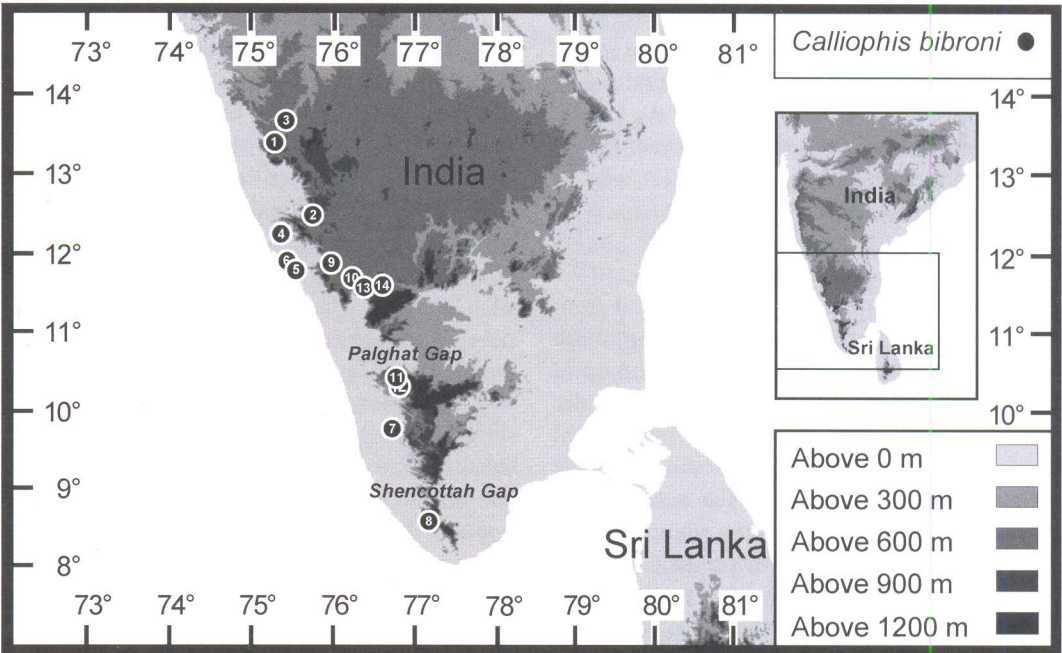 73° 74° 75° 76° 77° 78° 79° 80° 81°
Calliophis bibroni
14° 14°
3
1
13° India 13°
India
2
4
12° 12°
6 5 9
10 13 14
11° 11°
Sri Lanka
Palghat Gap
11
10° 10°
7
Above 0 m
9°
Shencottah Gap
Above 300 m
8
Sri Lanka
Above 600 m
8°
Above 900 m
73° 74° 75° 76° 77° 78° 79° 80° 81°
Above 1200 m